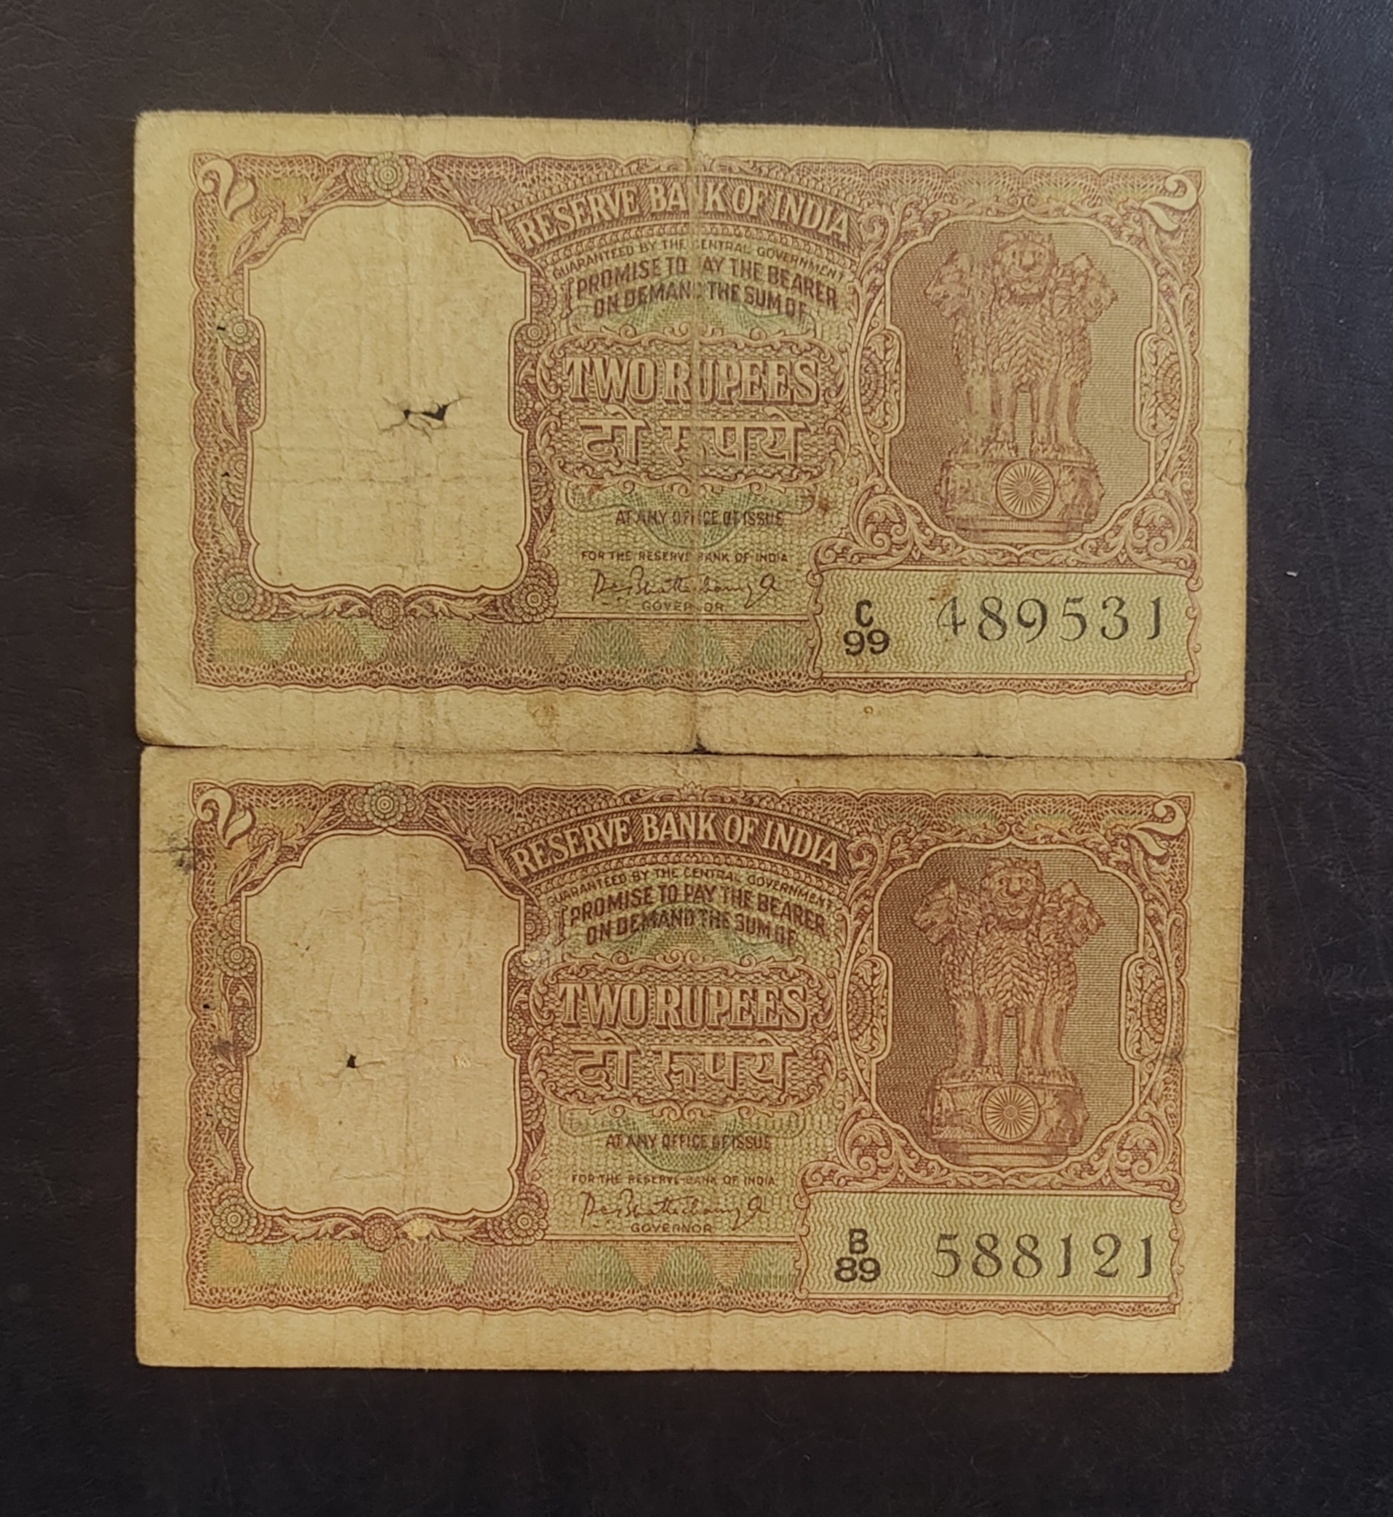 2 2
RESERVE BANK OF INDIA
GUARANTEED BY THE CENTRAL GOVERNMENT
I PROMISE TO PAY THE BEARER
ON DEMAND THE SUM OF
TWO RUPEES
दो रुपये
AT ANY OFFICE OF ISSUE
FOR THE RESERVE BANK OF INDIA
GOVERNOR
C
99 489531
2 2
RESERVE BANK OF INDIA
GUARANTEED BY THE CENTRAL GOVERNMENT
I PROMISE TO PAY THE BEARER
ON DEMAND THE SUM OF
TWO RUPEES
दो रूपये
AT ANY OFFICE OF ISSUE
FOR THE RESERVE BANK OF INDIA
GOVERNOR
B
89 588121